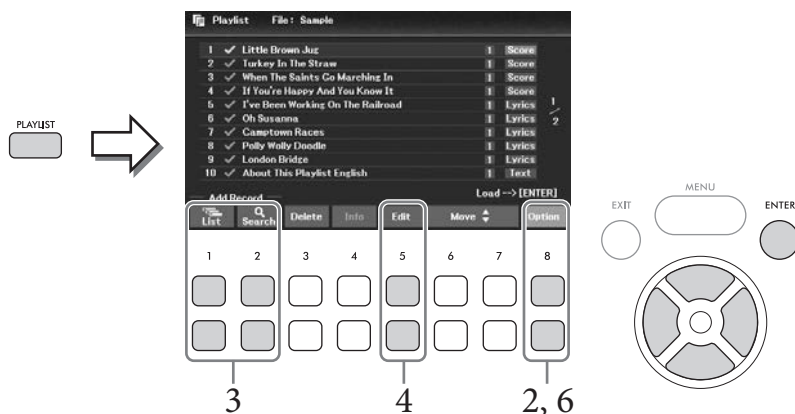 Playlist File: Sample
1 ✓ Little Brown Jug 1 Score
2 ✓ Turkey In The Straw 1 Score
3 ✓ When The Saints Go Marching In 1 Score
4 ✓ If You're Happy And You Know It 1 Score
5 ✓ I've Been Working On The Railroad 1 Lyrics
6 ✓ Oh Susanna 1 Lyrics
7 ✓ Camptown Races 1 Lyrics
8 ✓ Polly Wolly Doodle 1 Lyrics
9 ✓ London Bridge 1 Lyrics
10 ✓ About This Playlist English 1 Text
1/2
PLAYLIST
Add Record Load --> [ENTER]
List Search Delete Info Edit Move Option
1 2 3 4 5 6 7 8
EXIT MENU ENTER
3 4 2, 6